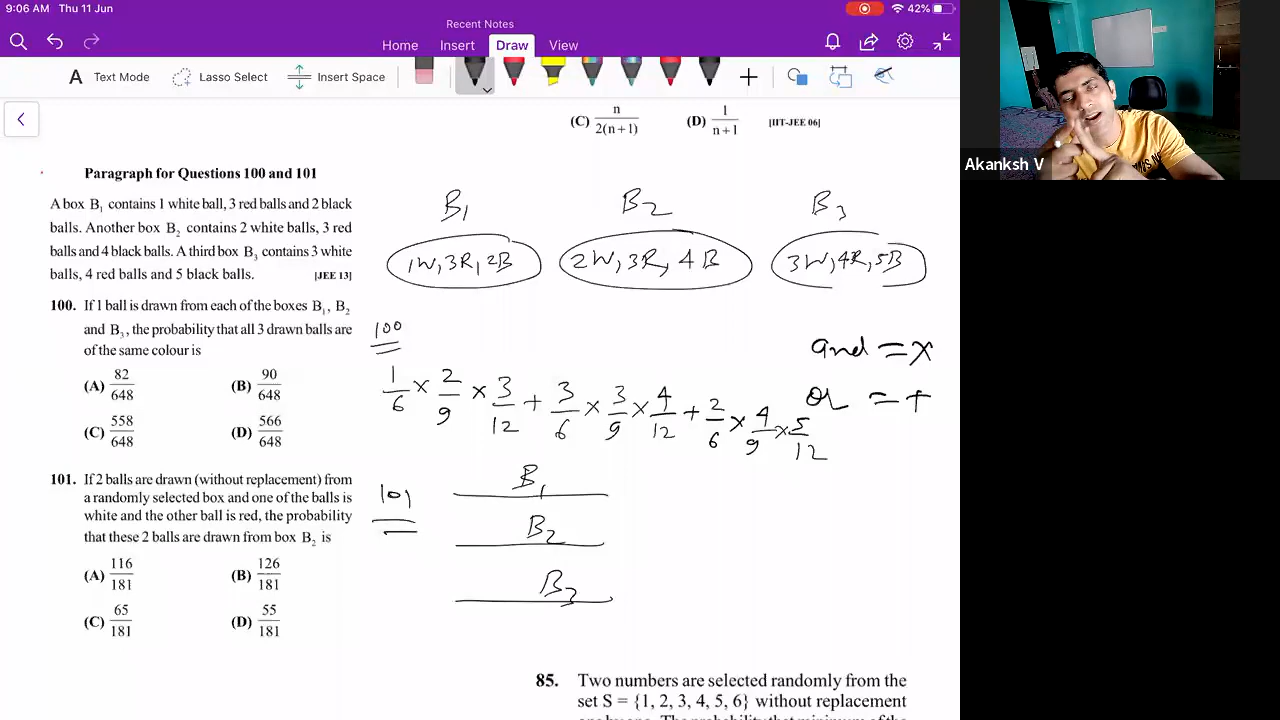 9:06 AM Thu 11 Jun
42%
Recent Notes
Home Insert Draw View
A Text Mode Lasso Select Insert Space
(C) n/2(n+1) (D) 1/n+1 [IIT-JEE 06]
Paragraph for Questions 100 and 101
A box B₁ contains 1 white ball, 3 red balls and 2 black
balls. Another box B₂ contains 2 white balls, 3 red
balls and 4 black balls. A third box B₃ contains 3 white
balls, 4 red balls and 5 black balls. [JEE 13]
100. If 1 ball is drawn from each of the boxes B₁, B₂
and B₃, the probability that all 3 drawn balls are
of the same colour is
(A) 82/648 (B) 90/648
(C) 558/648 (D) 566/648
101. If 2 balls are drawn (without replacement) from
a randomly selected box and one of the balls is
white and the other ball is red, the probability
that these 2 balls are drawn from box B₂ is
(A) 116/181 (B) 126/181
(C) 65/181 (D) 55/181
B₁ B₂ B₃
1W, 3R, 2B 2W, 3R, 4B 3W, 4R, 5B
100
and = ×
or = +
1/6 × 2/9 × 3/12 + 3/6 × 3/9 × 4/12 + 2/6 × 4/9 × 5/12
101
B₁
B₂
B₃
85. Two numbers are selected randomly from the
set S = {1, 2, 3, 4, 5, 6} without replacement
Akanksh V